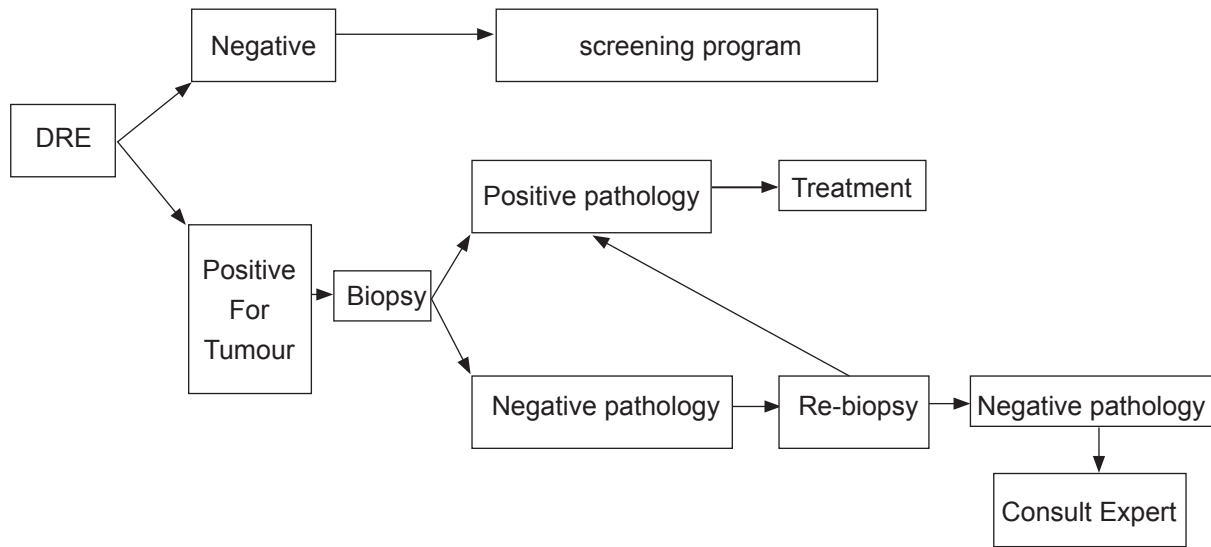 Negative
screening program
DRE
Positive pathology
Treatment
Positive
For
Tumour
Biopsy
Negative pathology
Re-biopsy
Negative pathology
Consult Expert